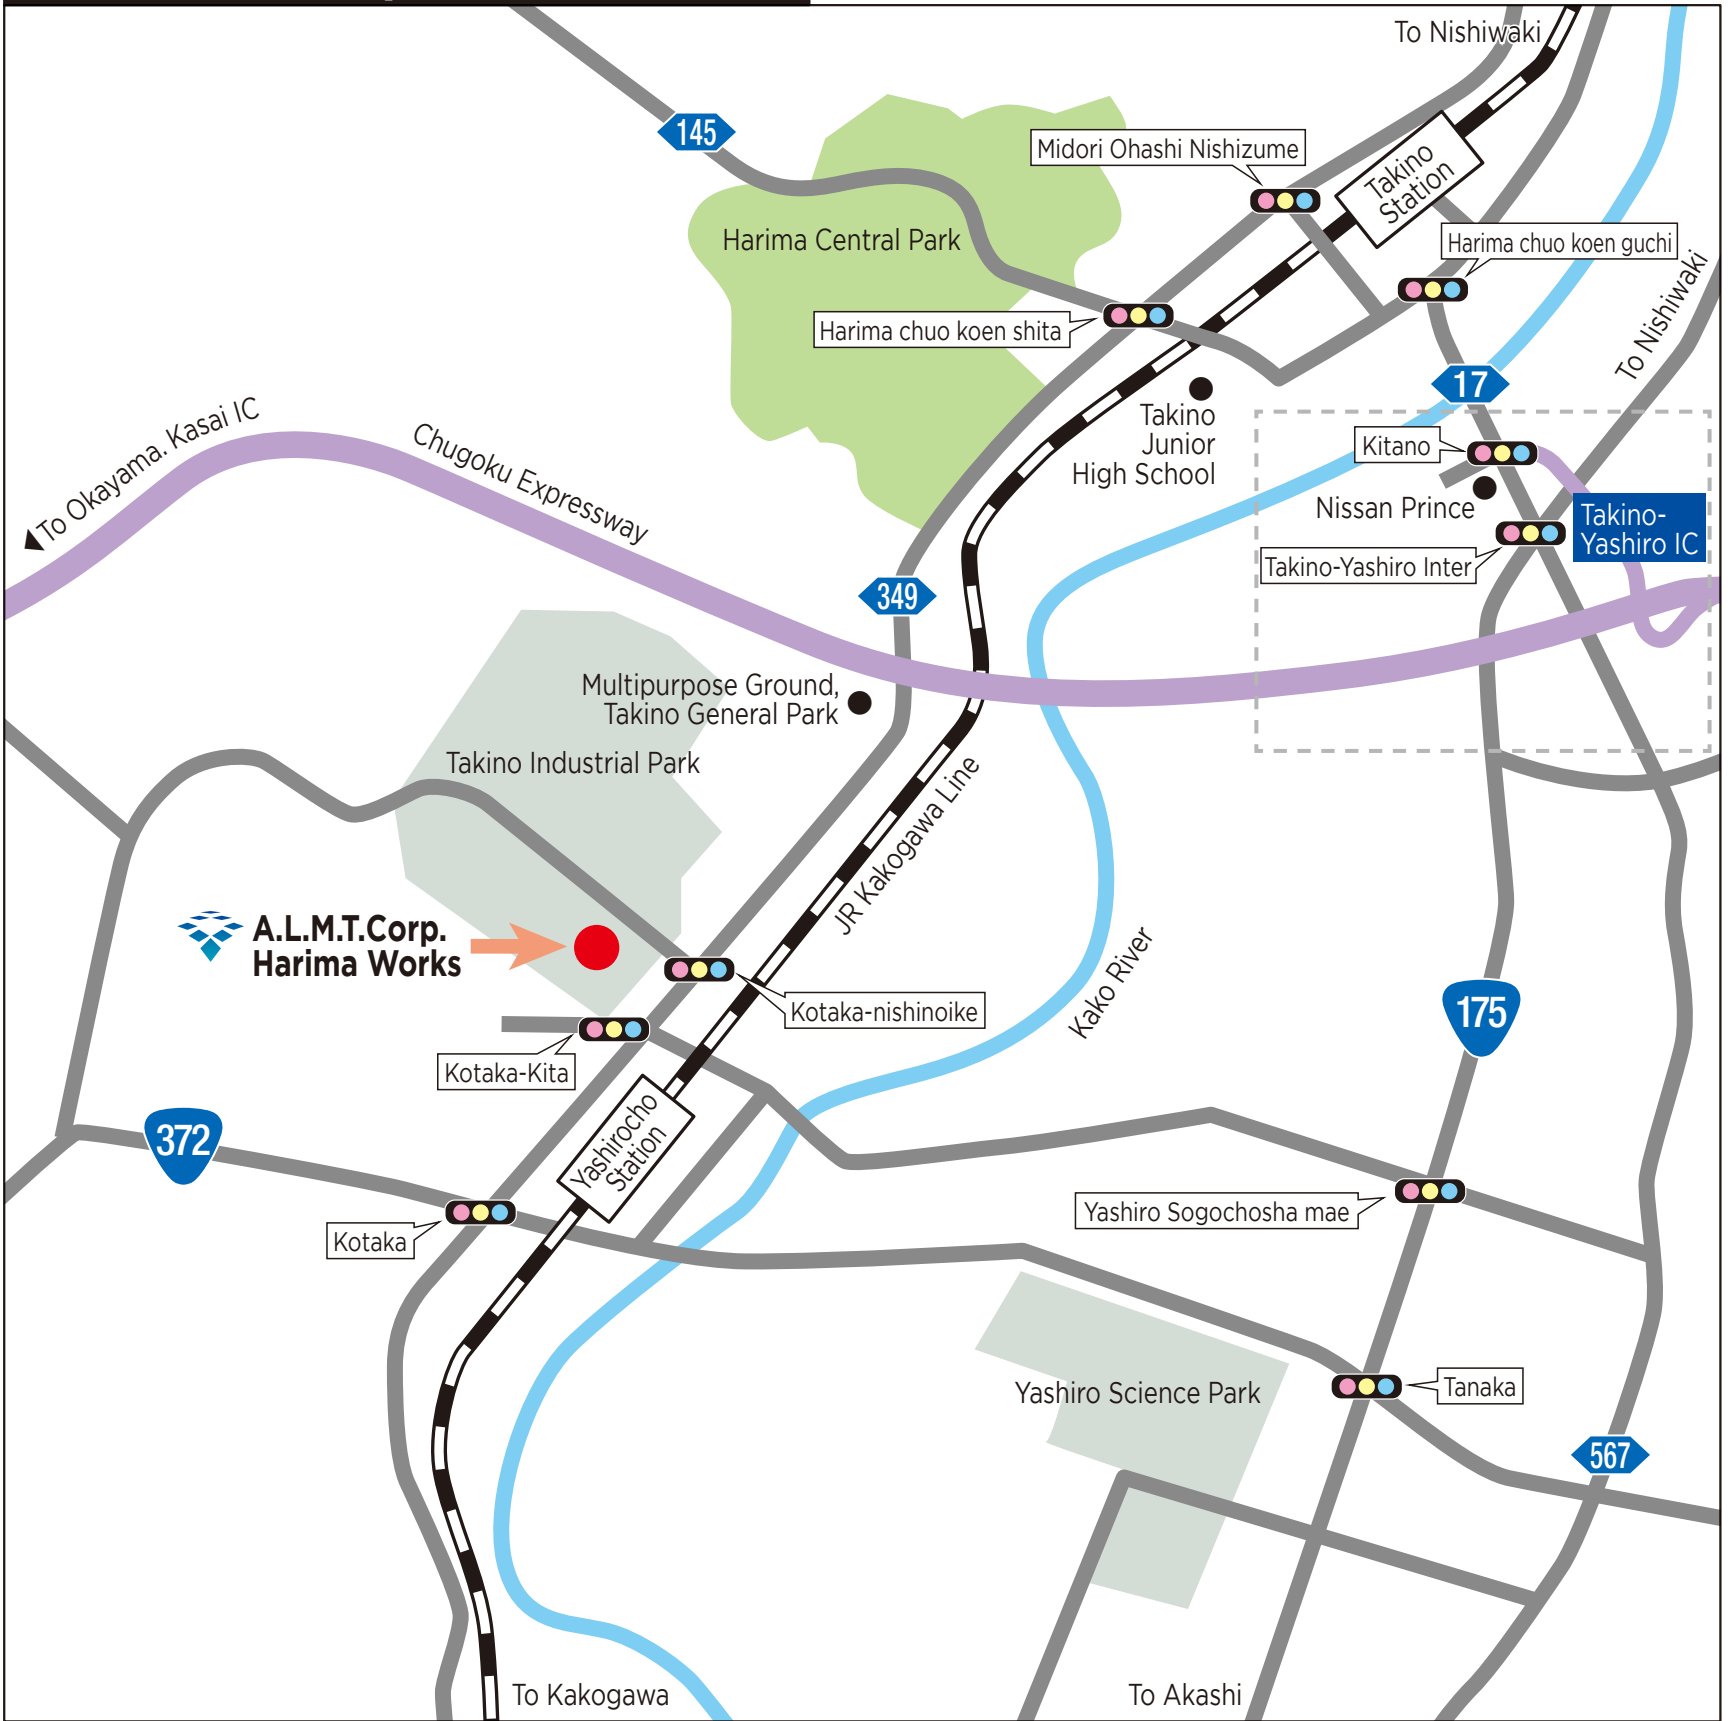 To Nishiwaki
145
Midori Ohashi Nishizume
Takino
Station
Harima Central Park
Harima chuo koen guchi
Harima chuo koen shita
To Nishiwaki
17
Takino
Junior
High School
To Okayama. Kasai IC
Chugoku Expressway
Kitano
Nissan Prince
Takino-
Yashiro IC
Takino-Yashiro Inter
349
Multipurpose Ground,
Takino General Park
Takino Industrial Park
JR Kakogawa Line
A.L.M.T.Corp.
Harima Works
Kotaka-nishinoike
Kako River
175
Kotaka-Kita
372
Yashirocho
Station
Yashiro Sogochosha mae
Kotaka
Yashiro Science Park
Tanaka
567
To Kakogawa
To Akashi